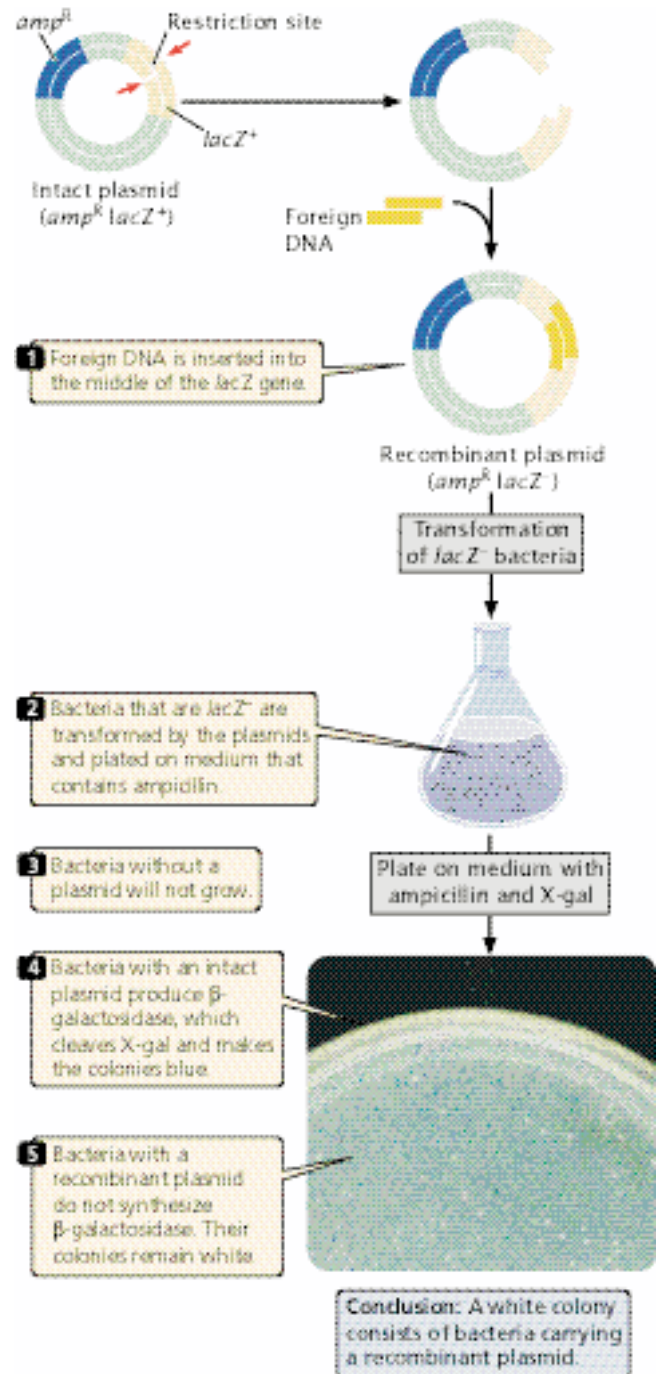 amp^R
Restriction site
lacZ⁺
Intact plasmid
(amp^R lacZ⁺)
Foreign
DNA
1 Foreign DNA is inserted into
the middle of the lacZ gene.
Recombinant plasmid
(amp^R lacZ⁻)
Transformation
of lacZ⁻ bacteria
2 Bacteria that are lacZ⁻ are
transformed by the plasmids
and plated on medium that
contains ampicillin.
3 Bacteria without a
plasmid will not grow.
Plate on medium with
ampicillin and X-gal
4 Bacteria with an intact
plasmid produce β-
galactosidase, which
cleaves X-gal and makes
the colonies blue.
5 Bacteria with a
recombinant plasmid
do not synthesize
β-galactosidase. Their
colonies remain white.
Conclusion: A white colony
consists of bacteria carrying
a recombinant plasmid.